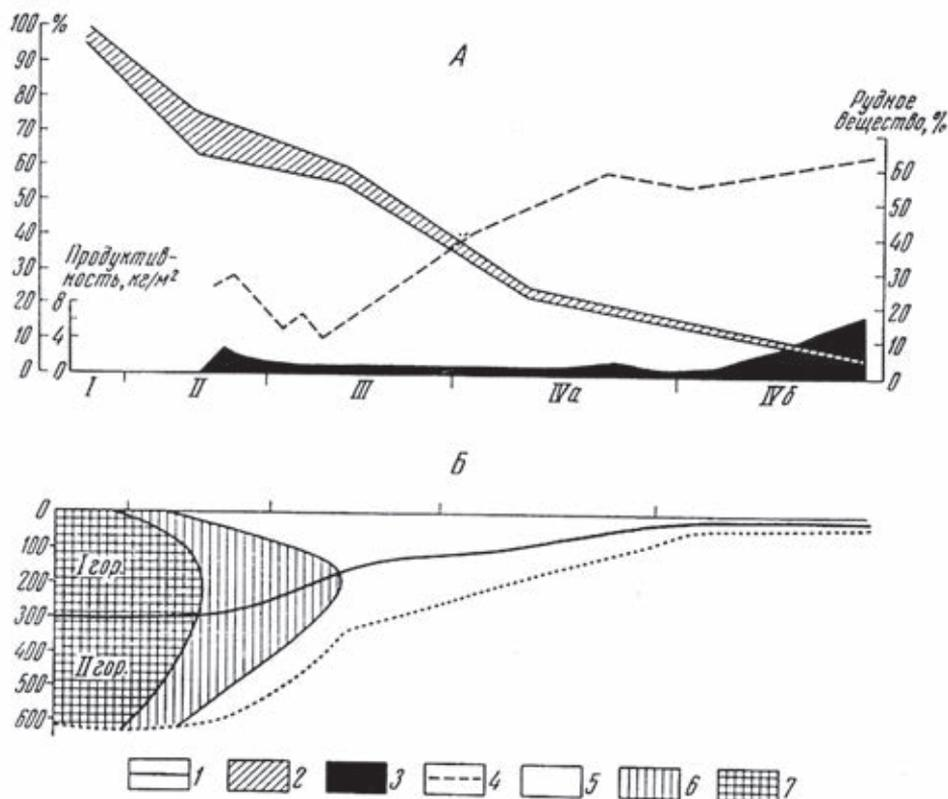 А
100 %
90
80
70
60
50
40
30
20
10
0
Продуктив-
ность, кг/м²
8
4
0
Рудное
вещество, %
60
50
40
30
20
10
0
I II III IVа IVб
Б
0
100
200
300
400
500
600
I гор.
II гор.
1 2 3 4 5 6 7